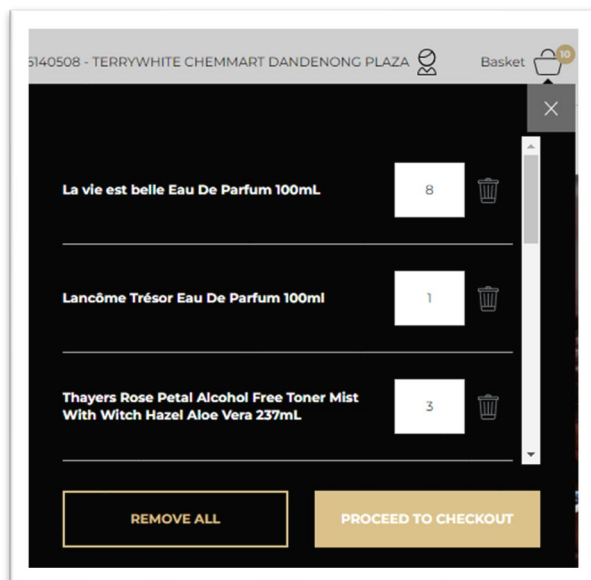 5140508 - TERRYWHITE CHEMMART DANDENONG PLAZA Basket 10
La vie est belle Eau De Parfum 100mL 8
Lancôme Trésor Eau De Parfum 100ml 1
Thayers Rose Petal Alcohol Free Toner Mist
With Witch Hazel Aloe Vera 237mL 3
REMOVE ALL PROCEED TO CHECKOUT